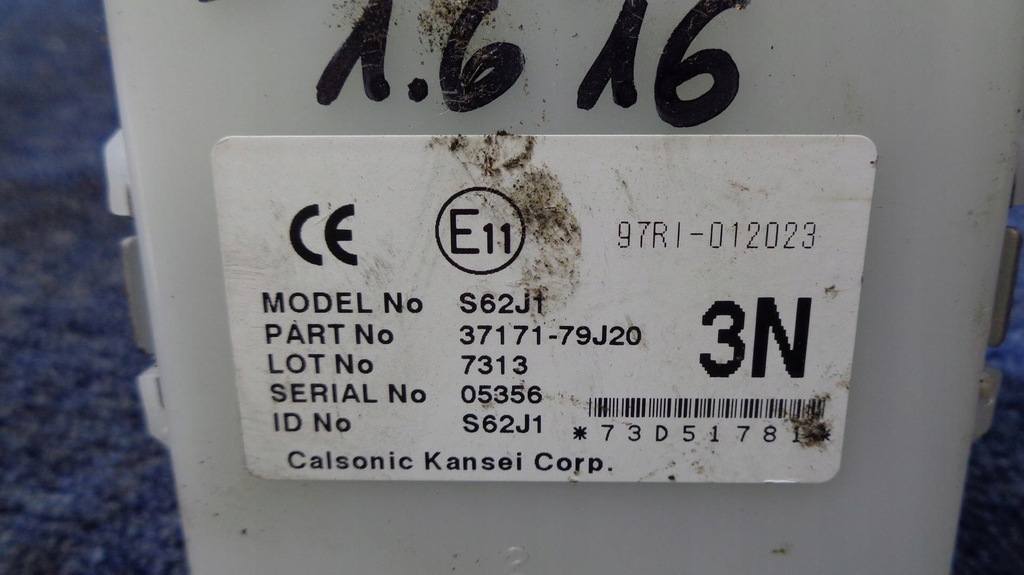 1.6 16
CE E11 97RI-012023
MODEL No S62J1
PART No 37171-79J20
3N
LOT No 7313
SERIAL No 05356
ID No S62J1
*73D51781*
Calsonic Kansei Corp.